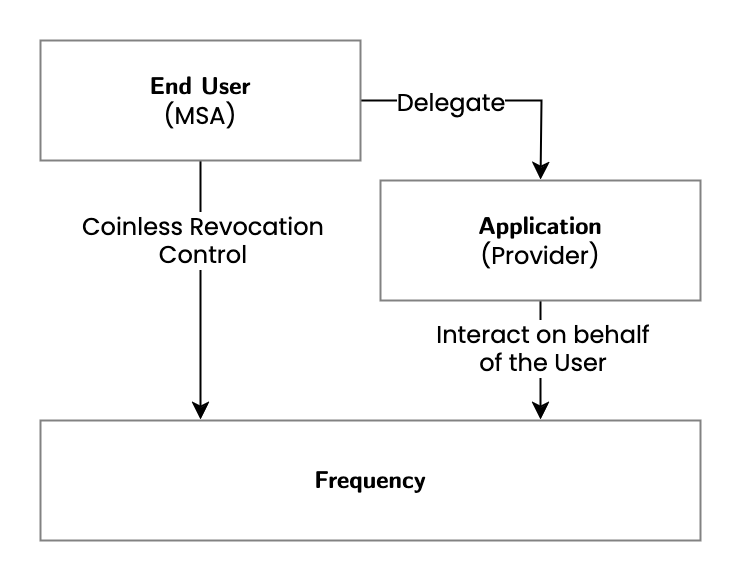 End User
(MSA)
Delegate
Coinless Revocation
Control
Application
(Provider)
Interact on behalf
of the User
Frequency